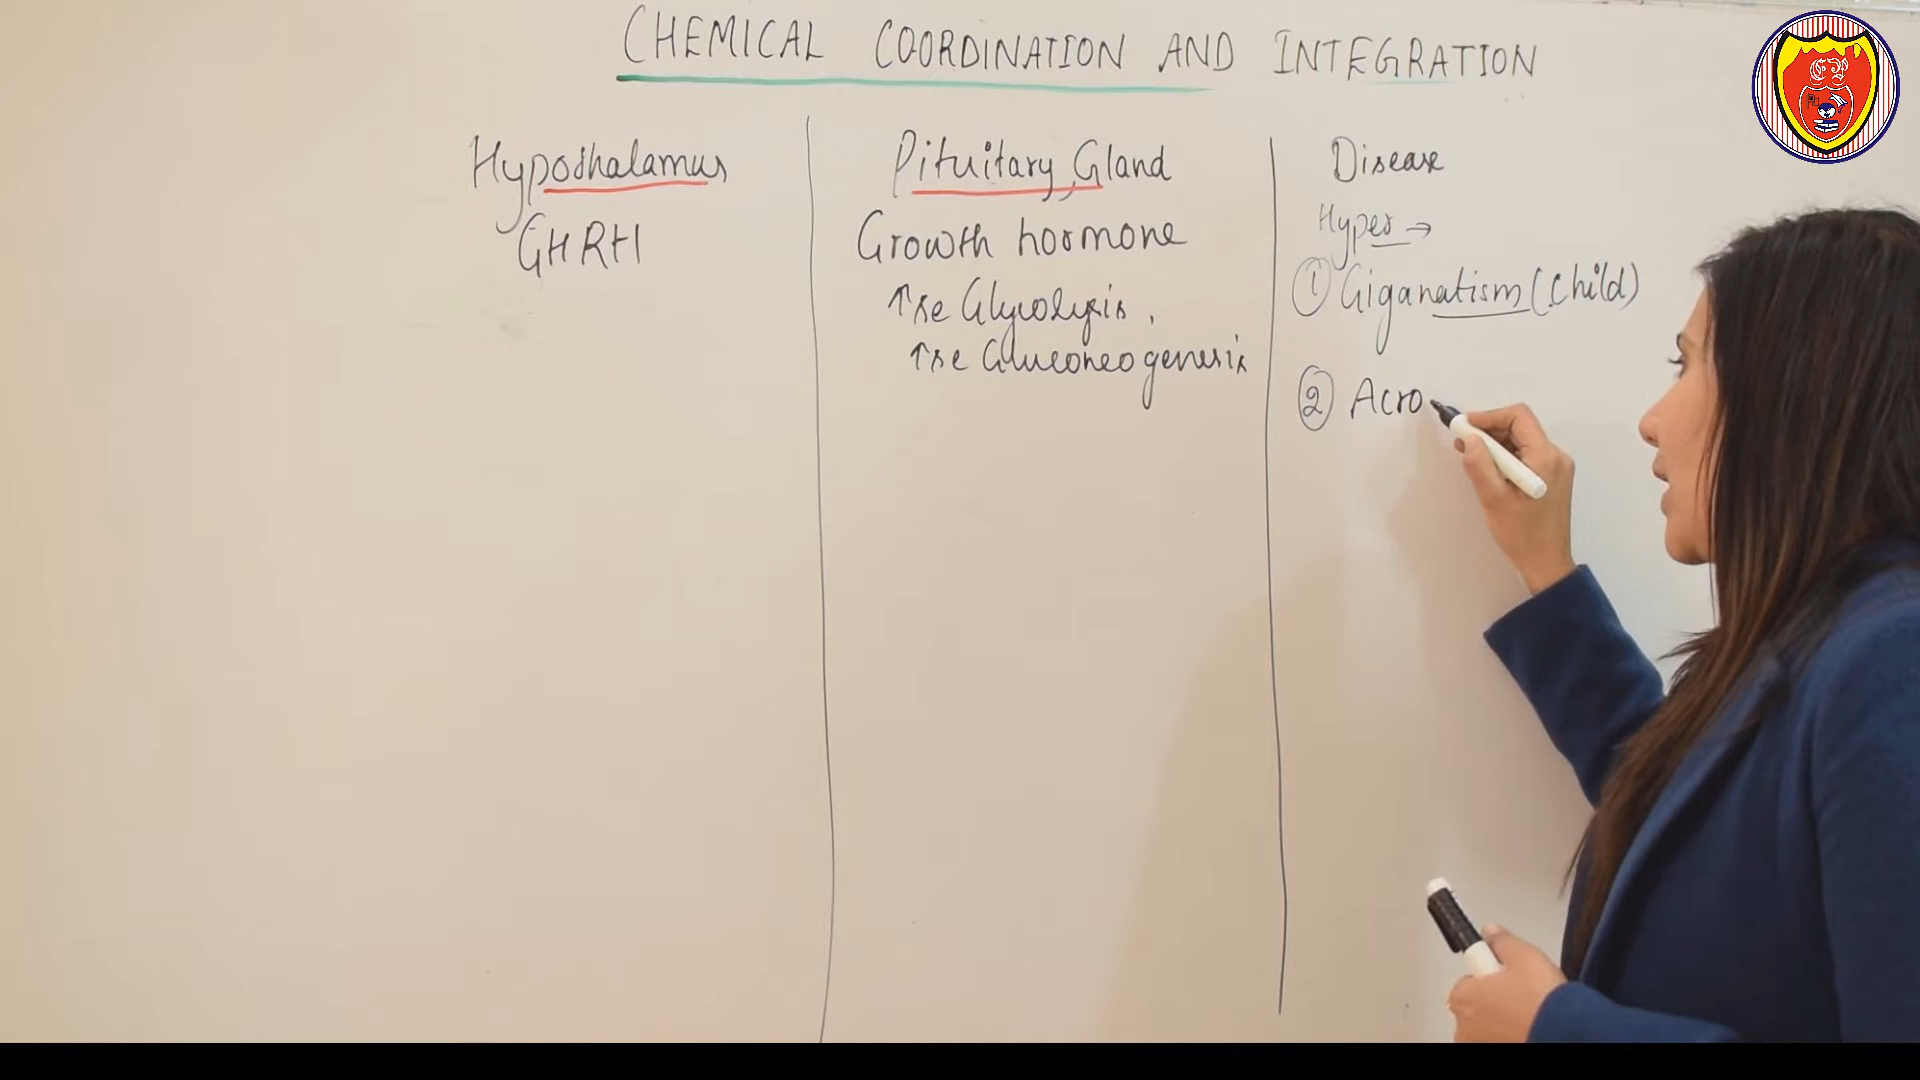 CHEMICAL COORDINATION AND INTEGRATION
Hypothalamus
GHRH
Pituitary Gland
Growth hormone
↑se Glycolysis,
↑se Gluconeogenesis
Disease
Hyper →
① Giganatism (Child)
② Acro